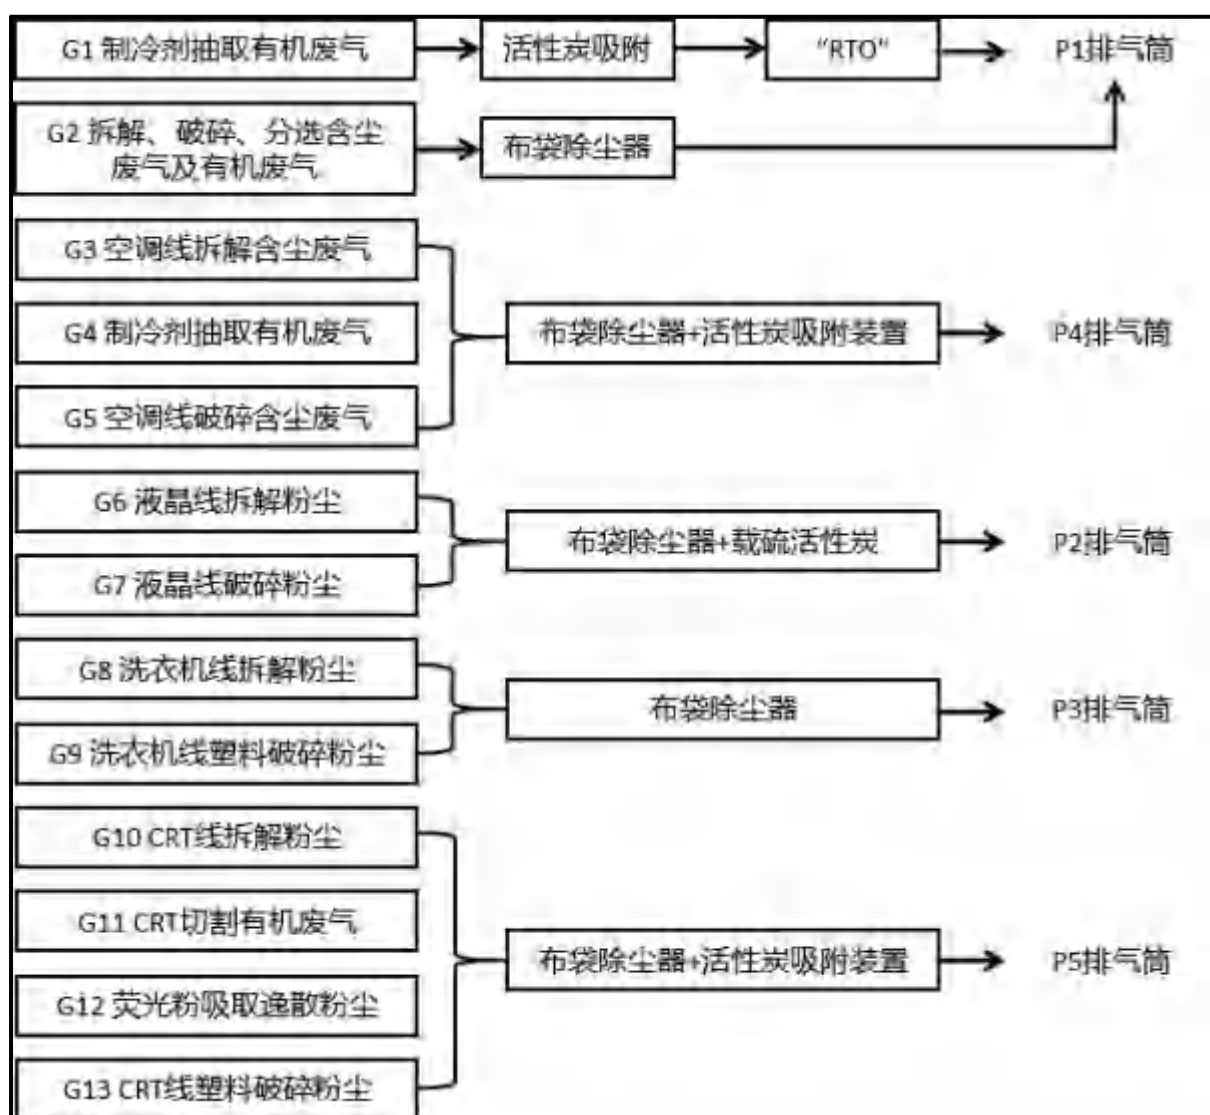 G1 制冷剂抽取有机废气
活性炭吸附
“RTO"
P1排气筒
G2 拆解、破碎、分选含尘
废气及有机废气
布袋除尘器
G3 空调线拆解含尘废气
G4 制冷剂抽取有机废气
G5 空调线破碎含尘废气
布袋除尘器+活性炭吸附装置
P4排气筒
G6 液晶线拆解粉尘
G7 液晶线破碎粉尘
布袋除尘器+载硫活性炭
P2排气筒
G8 洗衣机线拆解粉尘
G9 洗衣机线塑料破碎粉尘
布袋除尘器
P3排气筒
G10 CRT线拆解粉尘
G11 CRT切割有机废气
G12 荧光粉吸取逸散粉尘
G13 CRT线塑料破碎粉尘
布袋除尘器+活性炭吸附装置
P5排气筒